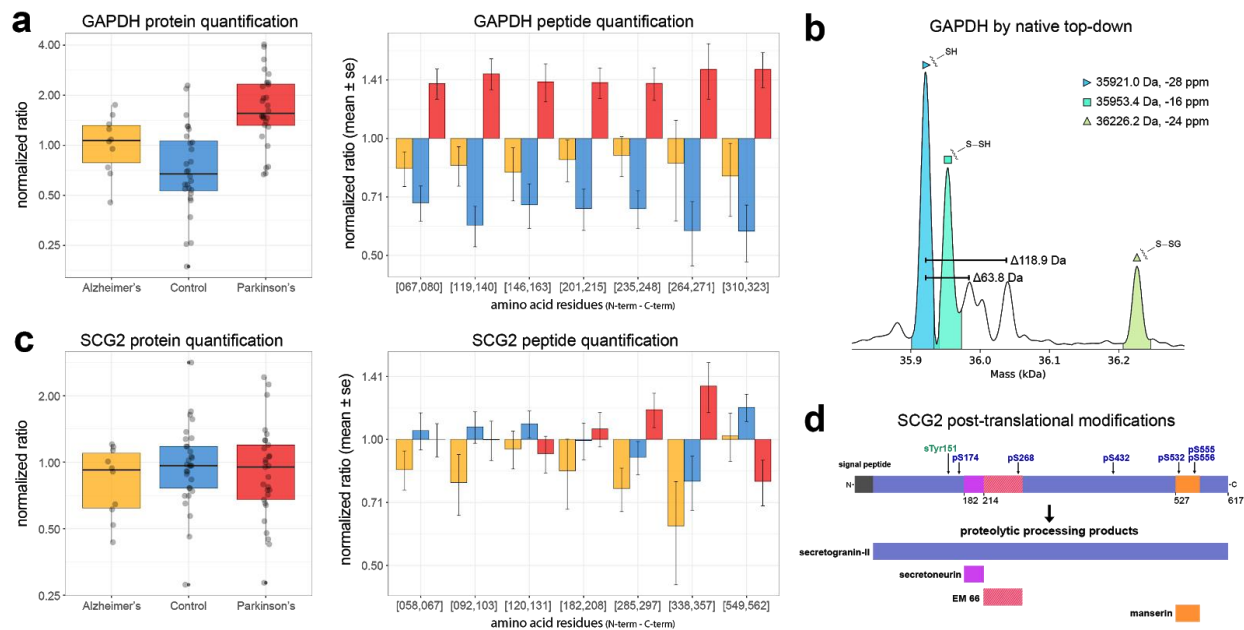 a
GAPDH protein quantification
normalized ratio
4.00
2.00
1.00
0.50
0.25
Alzheimer's Control Parkinson's
GAPDH peptide quantification
normalized ratio (mean ± se)
1.41
1.00
0.71
0.50
[067,080] [119,140] [146,163] [201,215] [235,248] [264,271] [310,323]
amino acid residues (N-term - C-term)
b
GAPDH by native top-down
SH
35921.0 Da, -28 ppm
35953.4 Da, -16 ppm
36226.2 Da, -24 ppm
S–SH
S–SG
Δ118.9 Da
Δ63.8 Da
35.9 36.0 36.1 36.2
Mass (kDa)
c
SCG2 protein quantification
normalized ratio
2.00
1.00
0.50
0.25
Alzheimer's Control Parkinson's
SCG2 peptide quantification
normalized ratio (mean ± se)
1.41
1.00
0.71
0.50
[058,067] [092,103] [120,131] [182,208] [285,297] [338,357] [549,562]
amino acid residues (N-term - C-term)
d
SCG2 post-translational modifications
sTyr151
pS174
pS268
pS432
pS532
pS555
pS556
signal peptide
N-
-C
182 214 527 617
proteolytic processing products
secretogranin-II
secretoneurin
EM 66
manserin